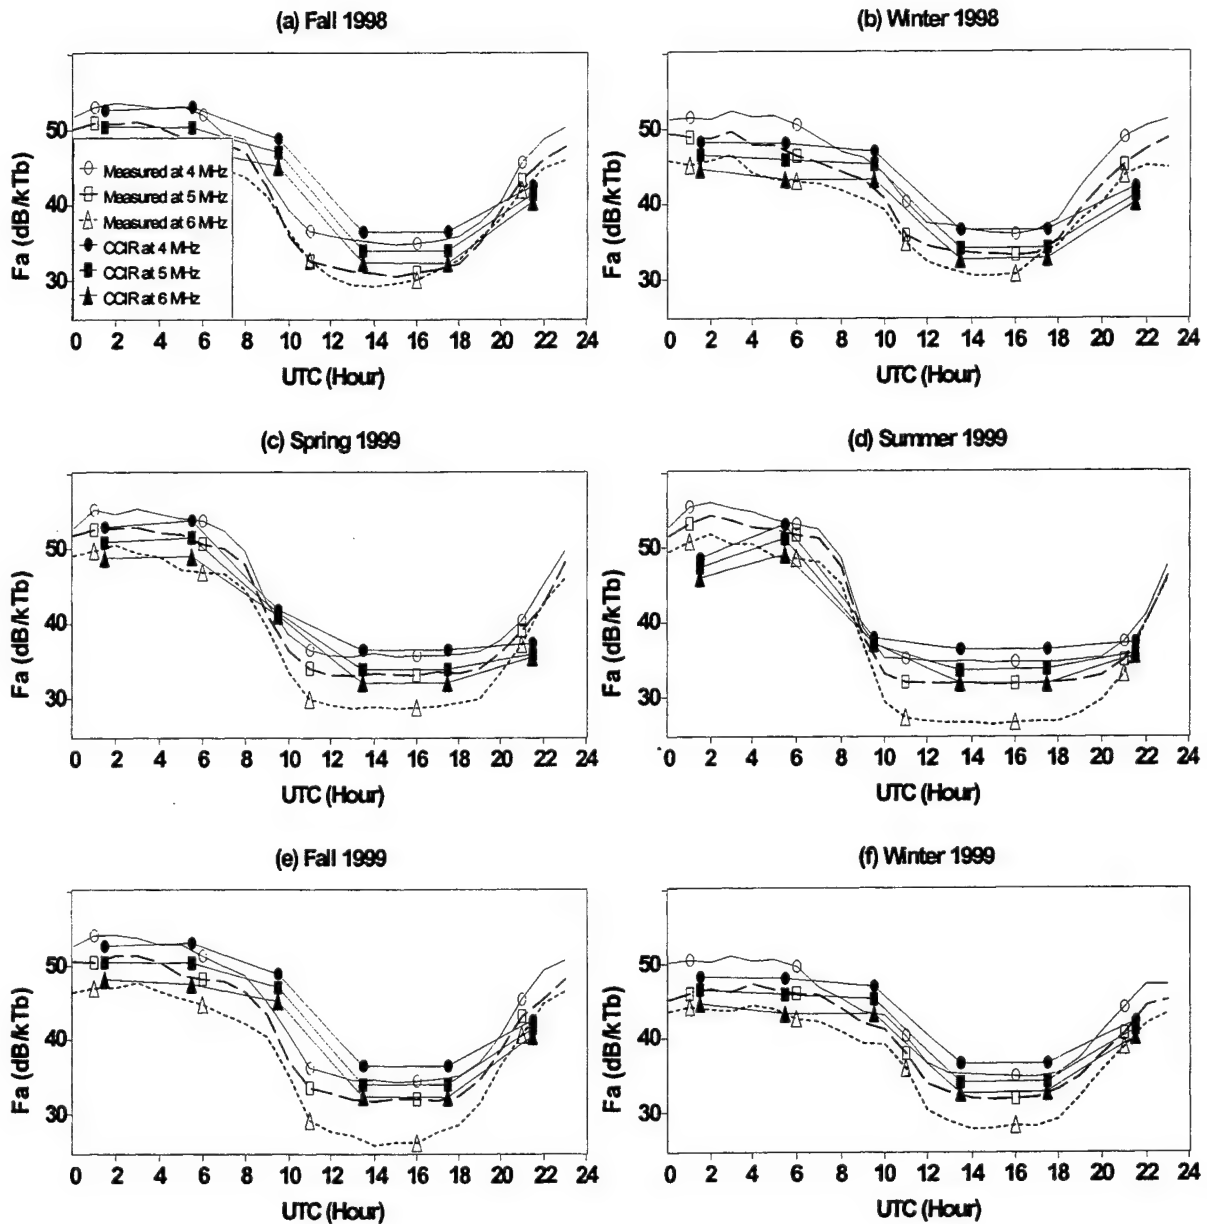 (a) Fall 1998
Fa (dB/kTb)
50
40
30
Measured at 4 MHz
Measured at 5 MHz
Measured at 6 MHz
CCIR at 4 MHz
CCIR at 5 MHz
CCIR at 6 MHz
0 2 4 6 8 10 12 14 16 18 20 22 24
UTC (Hour)
(b) Winter 1998
Fa (dB/kTb)
50
40
30
0 2 4 6 8 10 12 14 16 18 20 22 24
UTC (Hour)
(c) Spring 1999
Fa (dB/kTb)
50
40
30
0 2 4 6 8 10 12 14 16 18 20 22 24
UTC (Hour)
(d) Summer 1999
Fa (dB/kTb)
50
40
30
0 2 4 6 8 10 12 14 16 18 20 22 24
UTC (Hour)
(e) Fall 1999
Fa (dB/kTb)
50
40
30
0 2 4 6 8 10 12 14 16 18 20 22 24
UTC (Hour)
(f) Winter 1999
Fa (dB/kTb)
50
40
30
0 2 4 6 8 10 12 14 16 18 20 22 24
UTC (Hour)